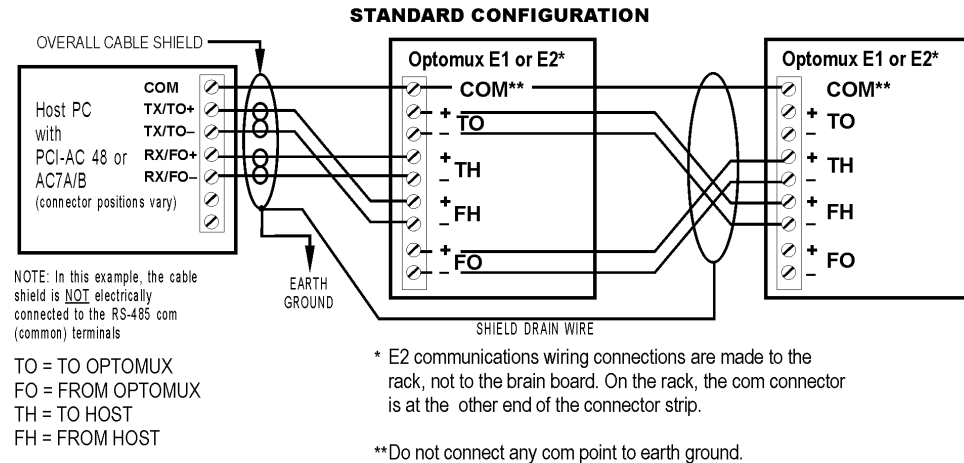 STANDARD CONFIGURATION
OVERALL CABLE SHIELD
Host PC
with
PCI-AC 48 or
AC7A/B
(connector positions vary)
COM
TX/TO+
TX/TO–
RX/FO+
RX/FO–
Optomux E1 or E2*
COM**
+ TO
–
+ TH
–
+ FH
–
+ FO
–
Optomux E1 or E2*
COM**
+ TO
–
+ TH
–
+ FH
–
+ FO
–
EARTH
GROUND
SHIELD DRAIN WIRE
NOTE: In this example, the cable
shield is NOT electrically
connected to the RS-485 com
(common) terminals
TO = TO OPTOMUX
FO = FROM OPTOMUX
TH = TO HOST
FH = FROM HOST
* E2 communications wiring connections are made to the
rack, not to the brain board. On the rack, the com connector
is at the other end of the connector strip.
**Do not connect any com point to earth ground.